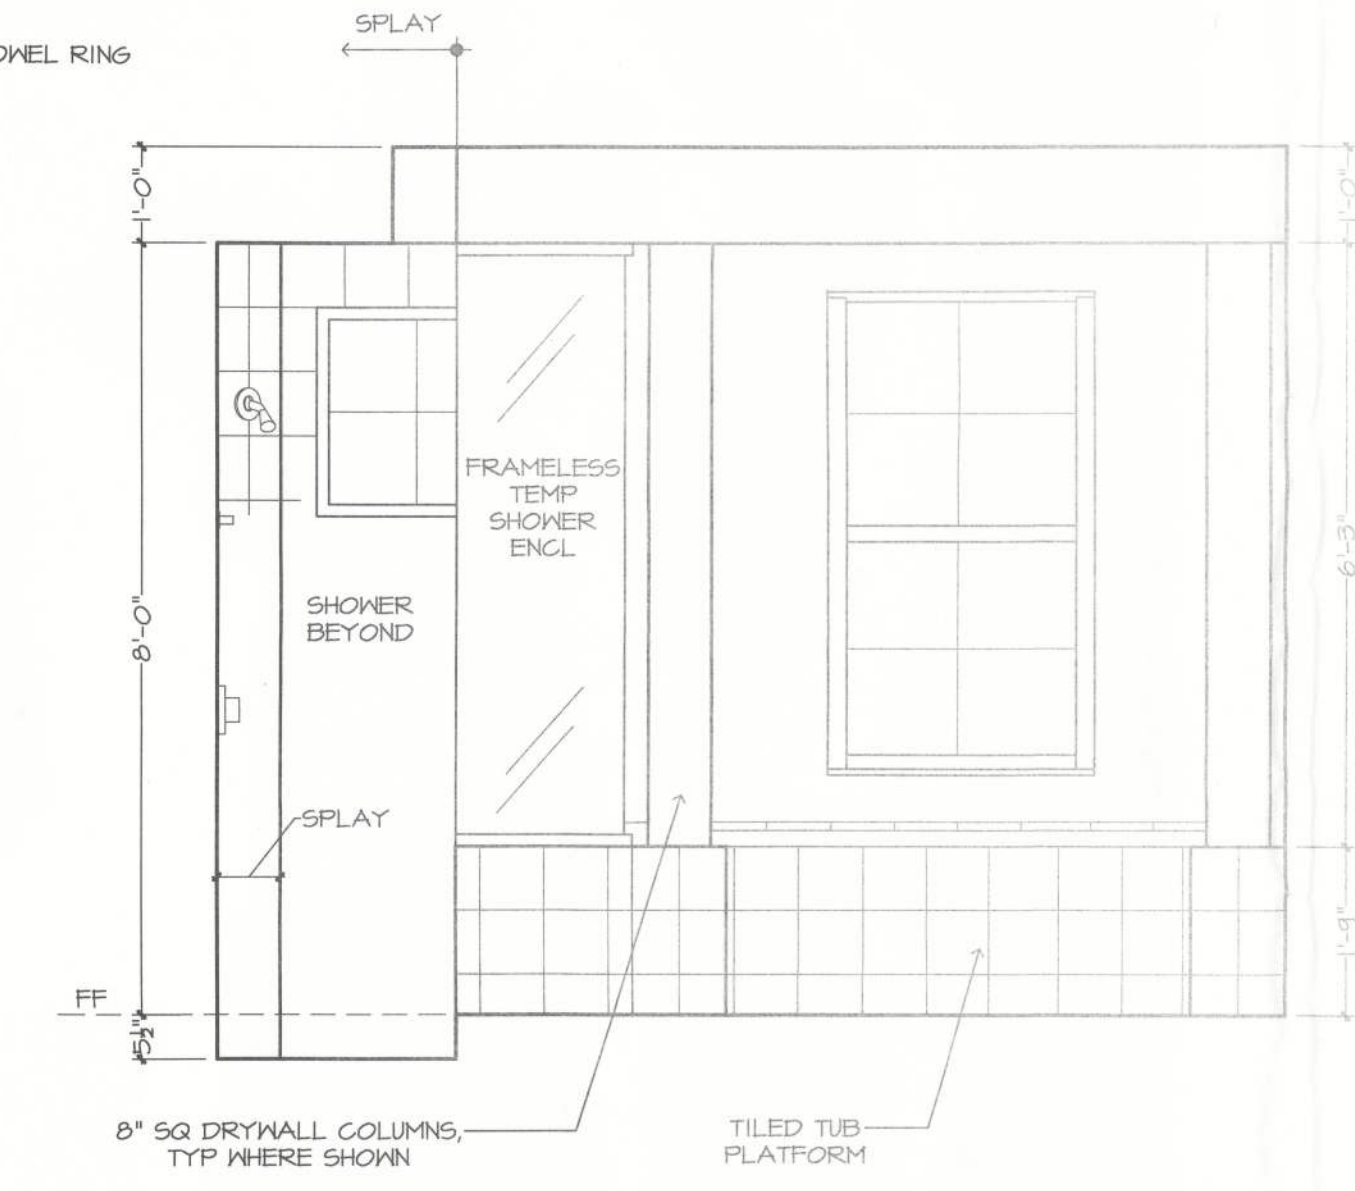 SPLAY
OWEL RING
1'-0"
1'-0"
8'-0"
FRAMELESS
TEMP
SHOWER
ENCL
6'-3"
SHOWER
BEYOND
SPLAY
1'-9"
FF
5½"
8" SQ DRYWALL COLUMNS,
TYP WHERE SHOWN
TILED TUB
PLATFORM